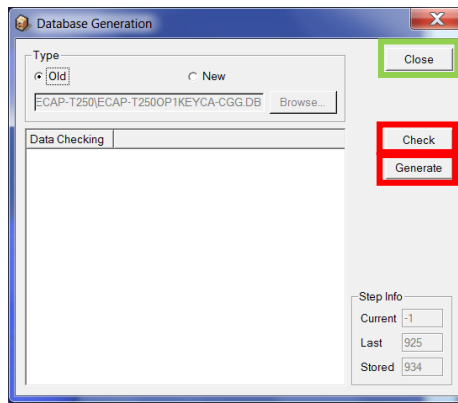 Database Generation
Type
Old
New
ECAP-T250\ECAP-T250OP1KEYCA-CGG.DB
Browse...
Close
Data Checking
Check
Generate
Step Info
Current -1
Last 925
Stored 934